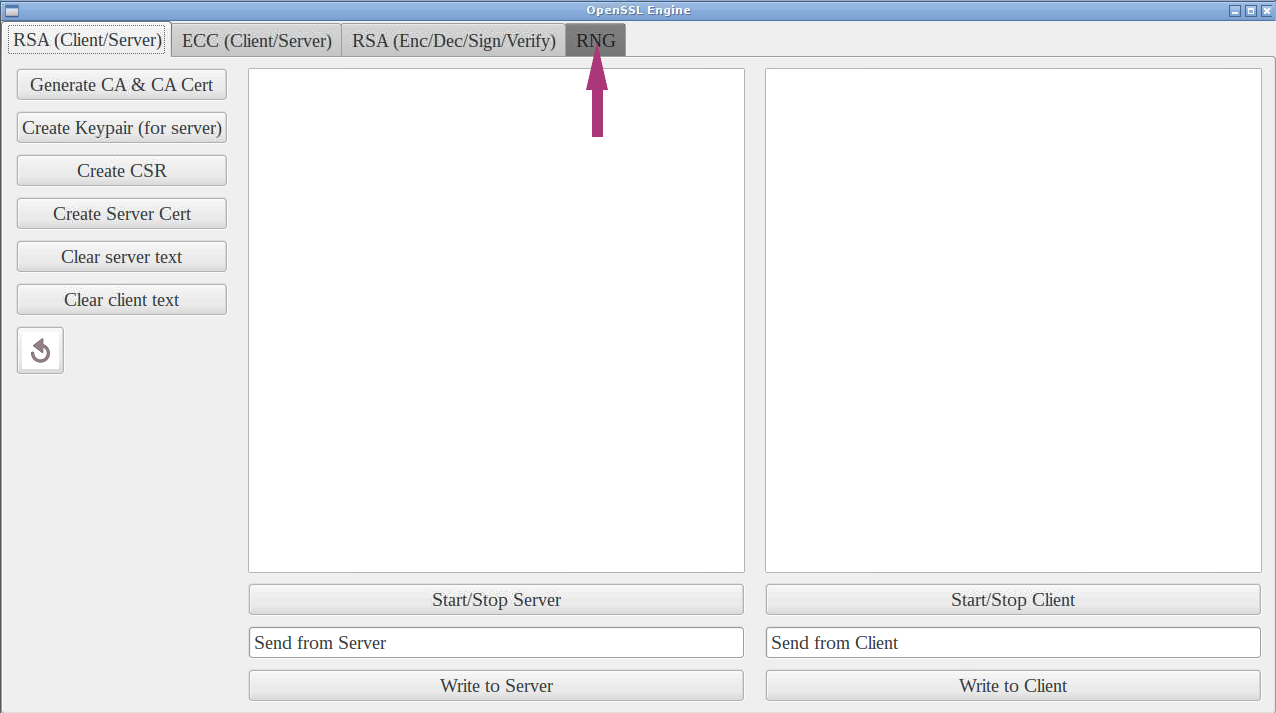 OpenSSL Engine
RSA (Client/Server)
ECC (Client/Server)
RSA (Enc/Dec/Sign/Verify)
RNG
Generate CA & CA Cert
Create Keypair (for server)
Create CSR
Create Server Cert
Clear server text
Clear client text
Start/Stop Server
Start/Stop Client
Send from Server
Send from Client
Write to Server
Write to Client